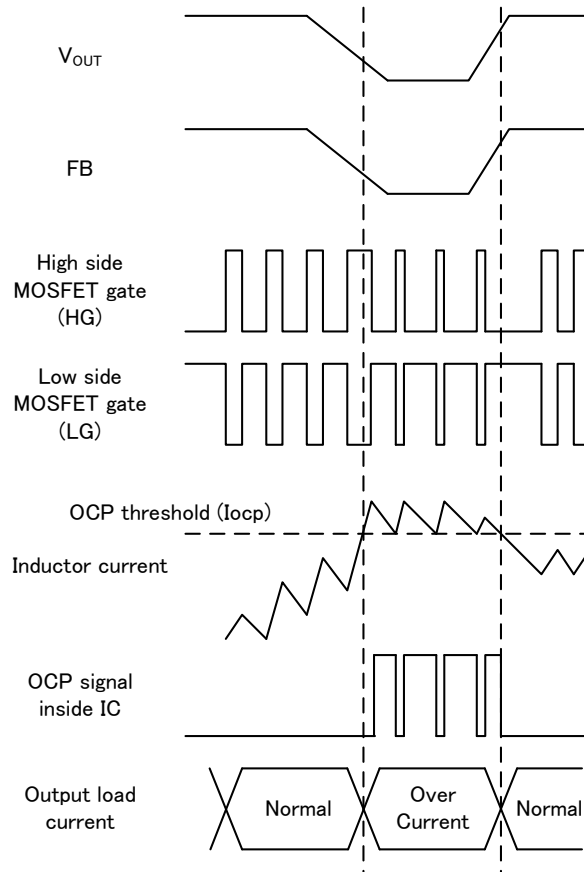 VOUT
FB
High side
MOSFET gate
(HG)
Low side
MOSFET gate
(LG)
OCP threshold (Iocp)
Inductor current
OCP signal
inside IC
Output load
current
Normal
Over
Current
Normal